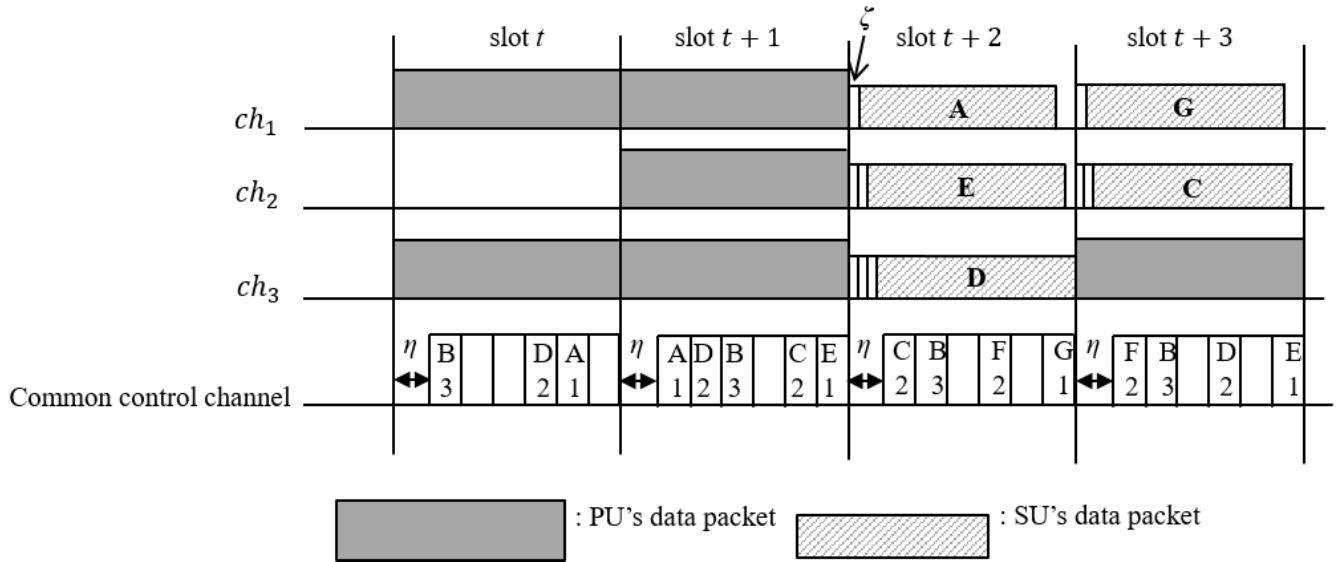 ζ
slot t slot t + 1 slot t + 2 slot t + 3
ch₁ A G
ch₂ E C
ch₃ D
η B D A η A D B C E η C B F G η F B D E
3 2 1 1 2 3 2 1 2 3 2 1 2 3 2 1
Common control channel
: PU's data packet : SU's data packet